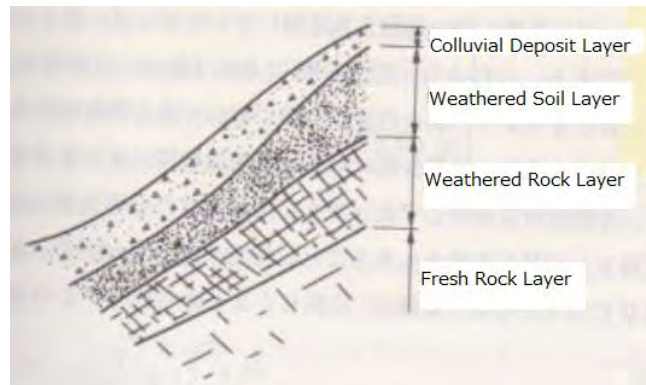 Colluvial Deposit Layer
Weathered Soil Layer
Weathered Rock Layer
Fresh Rock Layer